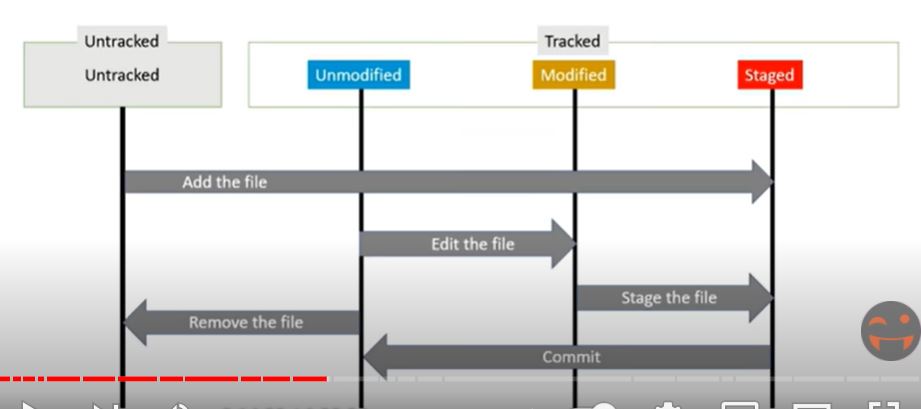 Untracked
Tracked
Untracked
Unmodified
Modified
Staged
Add the file
Edit the file
Stage the file
Remove the file
Commit